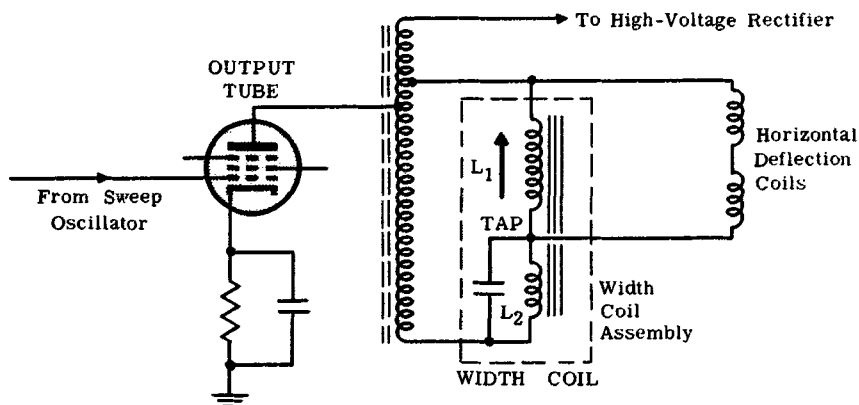 To High-Voltage Rectifier
OUTPUT
TUBE
From Sweep
Oscillator
L1
TAP
L2
Horizontal
Deflection
Coils
Width
Coil
Assembly
WIDTH COIL